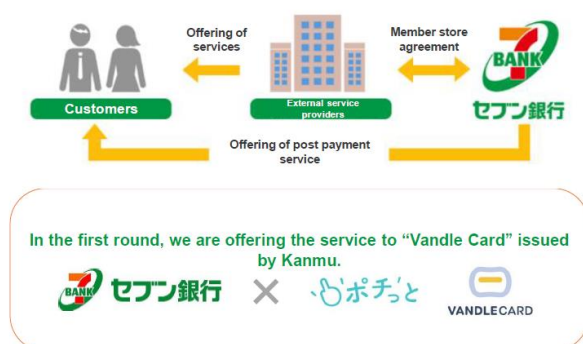 Offering of
services
Member store
agreement
7
BANK
セブン銀行
Customers
External service
providers
Offering of post payment
service
In the first round, we are offering the service to “Vandle Card” issued
by Kanmu.
7
BANK
セブン銀行
×
ポチっと
VANDLECARD